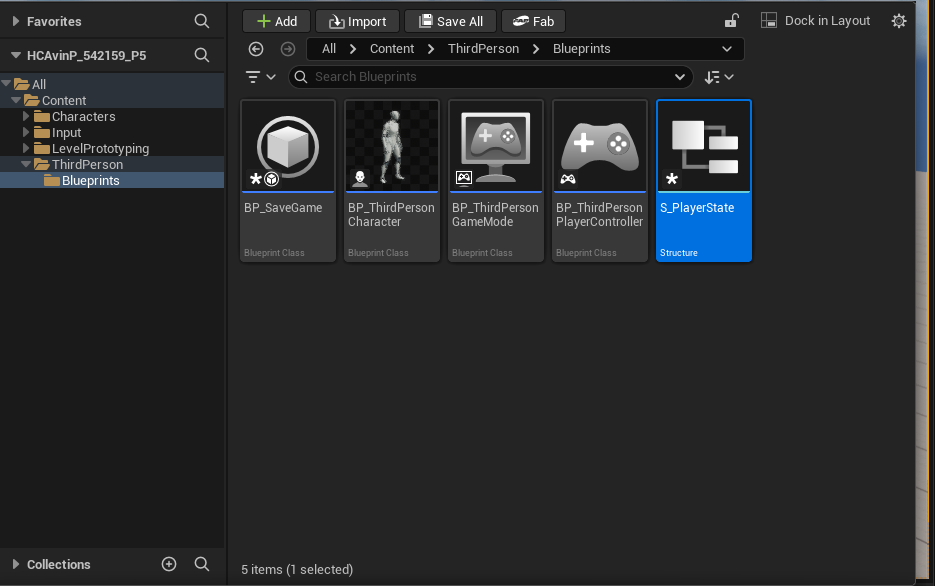 Favorites
HCAvinP_542159_P5
All
Content
Characters
Input
LevelPrototyping
ThirdPerson
Blueprints
Collections
Add Import Save All Fab Dock in Layout
All Content ThirdPerson Blueprints
Search Blueprints
BP_SaveGame
Blueprint Class
BP_ThirdPerson
Character
Blueprint Class
BP_ThirdPerson
GameMode
Blueprint Class
BP_ThirdPerson
PlayerController
Blueprint Class
S_PlayerState
Structure
5 items (1 selected)